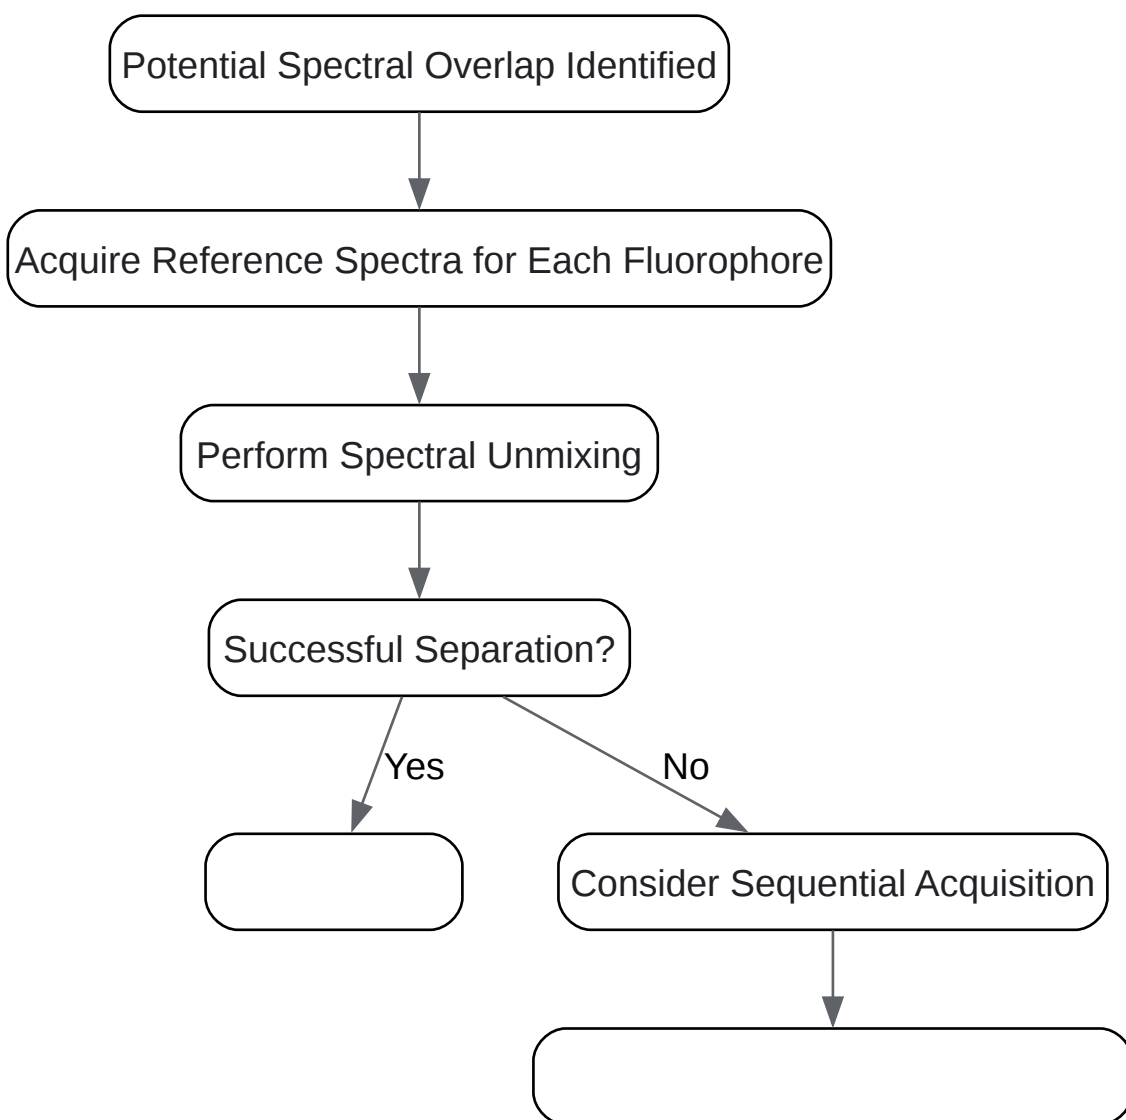 Potential Spectral Overlap Identified
Acquire Reference Spectra for Each Fluorophore
Perform Spectral Unmixing
Successful Separation?
Yes
No
Consider Sequential Acquisition